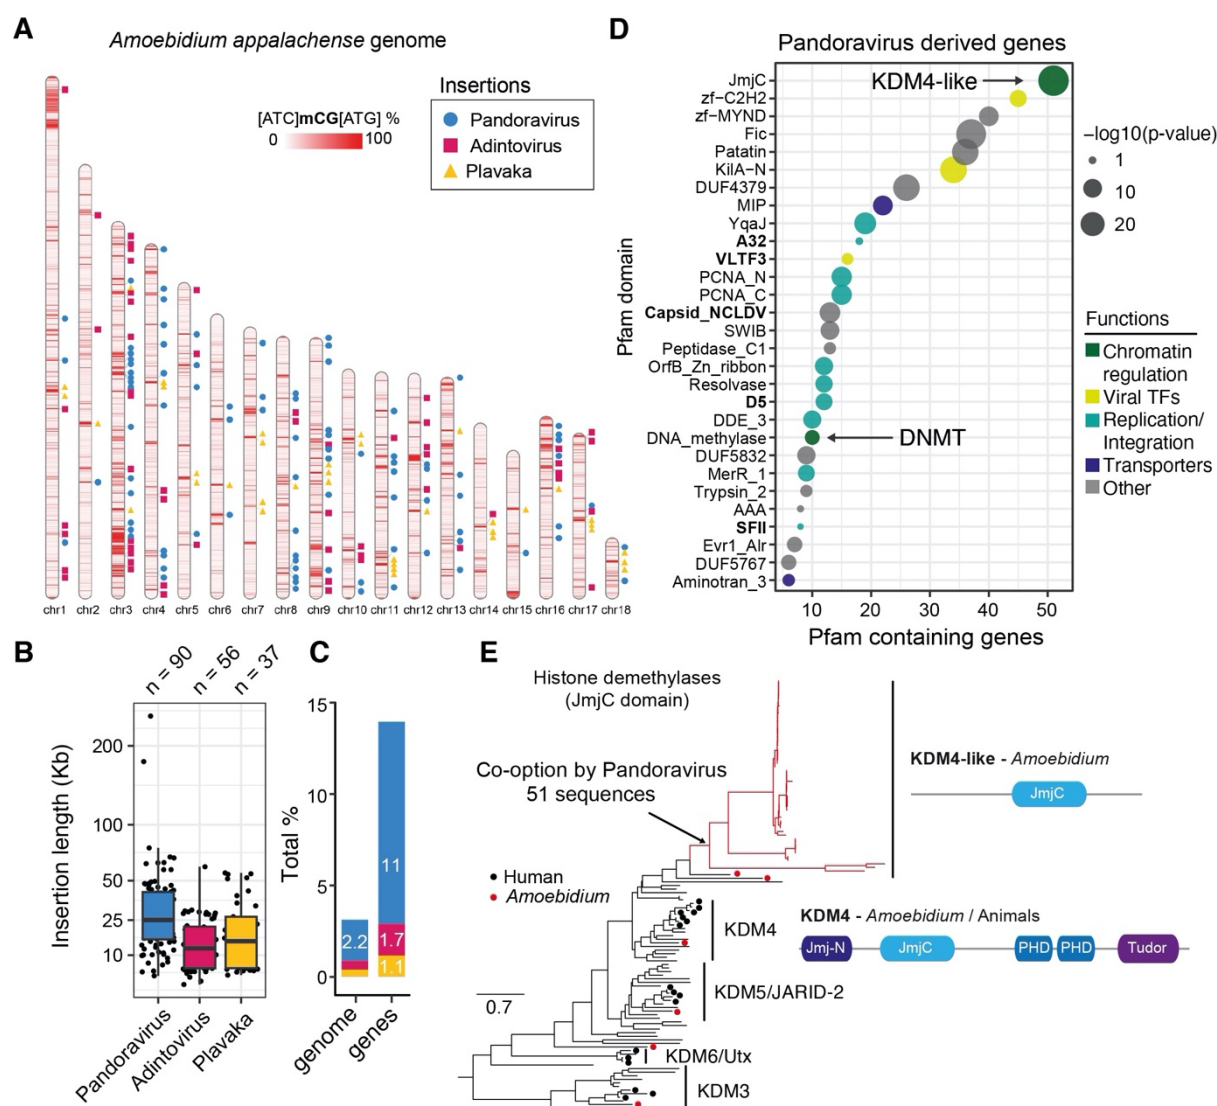 A
Amoebidium appalachense genome
[ATC]mCG[ATG] %
0
100
Insertions
Pandoravirus
Adintovirus
Plavaka
chr1
chr2
chr3
chr4
chr5
chr6
chr7
chr8
chr9
chr10
chr11
chr12
chr13
chr14
chr15
chr16
chr17
chr18
B
n = 90
n = 56
n = 37
Insertion length (Kb)
200
100
50
25
10
Pandoravirus
Adintovirus
Plavaka
C
Total %
15
10
5
0
2.2
11
1.7
1.1
genome
genes
D
Pandoravirus derived genes
Pfam domain
JmjC
zf-C2H2
zf-MYND
Fic
Patatin
KilA-N
DUF4379
MIP
YqaJ
A32
VLTF3
PCNA_N
PCNA_C
Capsid_NCLDV
SWIB
Peptidase_C1
OrfB_Zn_ribbon
Resolvase
D5
DDE_3
DNA_methylase
DUF5832
MerR_1
Trypsin_2
AAA
SFII
Evr1_Alr
DUF5767
Aminotran_3
KDM4-like
DNMT
10
20
30
40
50
Pfam containing genes
−log10(p-value)
1
10
20
Functions
Chromatin
regulation
Viral TFs
Replication/
Integration
Transporters
Other
E
Histone demethylases
(JmjC domain)
Co-option by Pandoravirus
51 sequences
Human
Amoebidium
0.7
KDM4
KDM5/JARID-2
KDM6/Utx
KDM3
KDM4-like - Amoebidium
JmjC
KDM4 - Amoebidium / Animals
Jmj-N
JmjC
PHD
PHD
Tudor